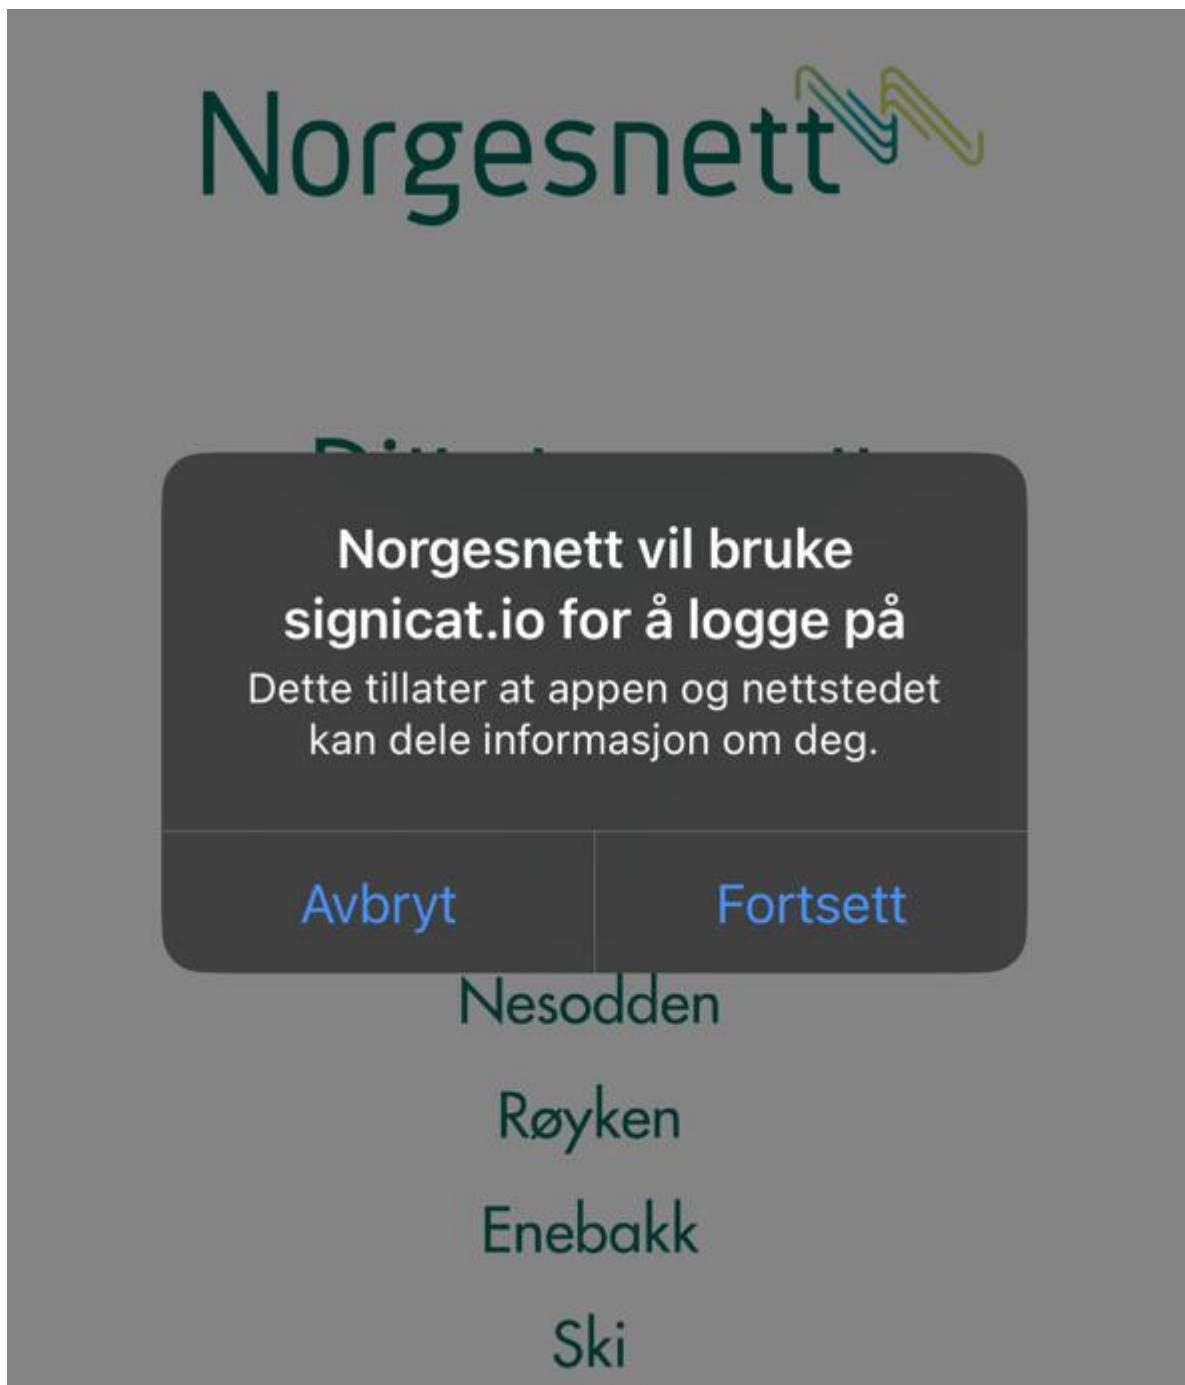 Norgesnett
Norgesnett vil bruke
signicat.io for å logge på
Dette tillater at appen og nettstedet
kan dele informasjon om deg.
Avbryt
Fortsett
Nesodden
Røyken
Enebakk
Ski